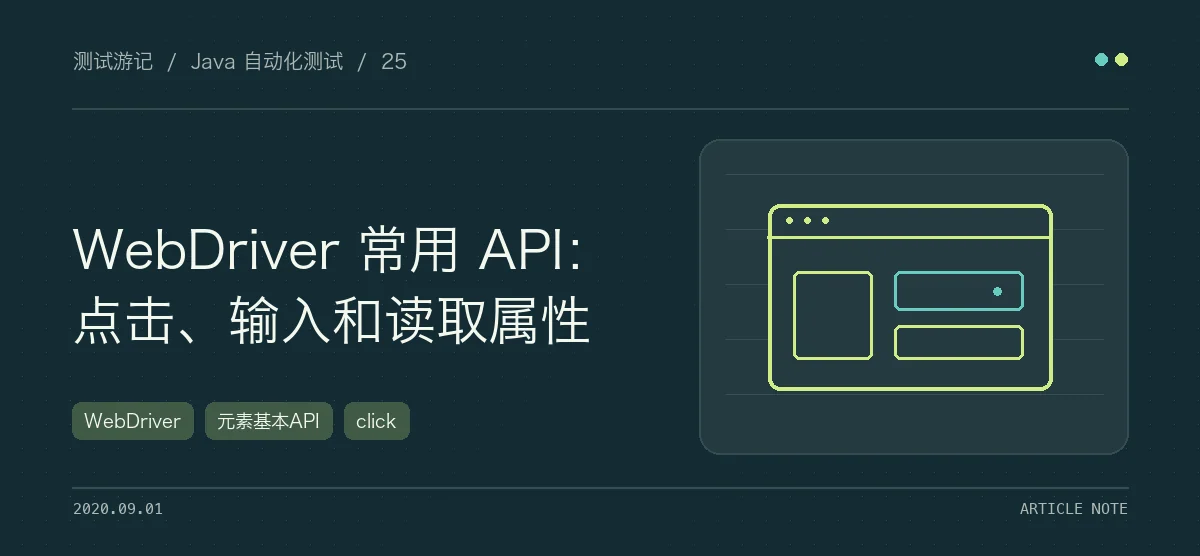 测试游记 / Java 自动化测试 / 25
WebDriver 常用 API:
点击、输入和读取属性
WebDriver 元素基本API click
2020.09.01 ARTICLE NOTE